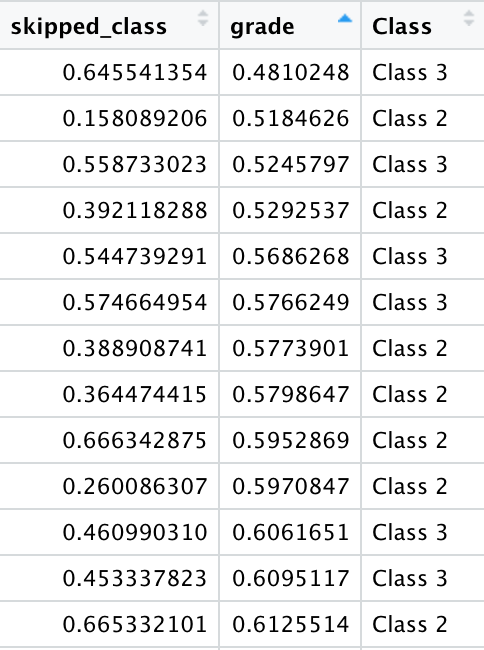 skipped_class grade Class
0.645541354 0.4810248 Class 3
0.158089206 0.5184626 Class 2
0.558733023 0.5245797 Class 3
0.392118288 0.5292537 Class 2
0.544739291 0.5686268 Class 3
0.574664954 0.5766249 Class 3
0.388908741 0.5773901 Class 2
0.364474415 0.5798647 Class 2
0.666342875 0.5952869 Class 2
0.260086307 0.5970847 Class 2
0.460990310 0.6061651 Class 3
0.453337823 0.6095117 Class 3
0.665332101 0.6125514 Class 2